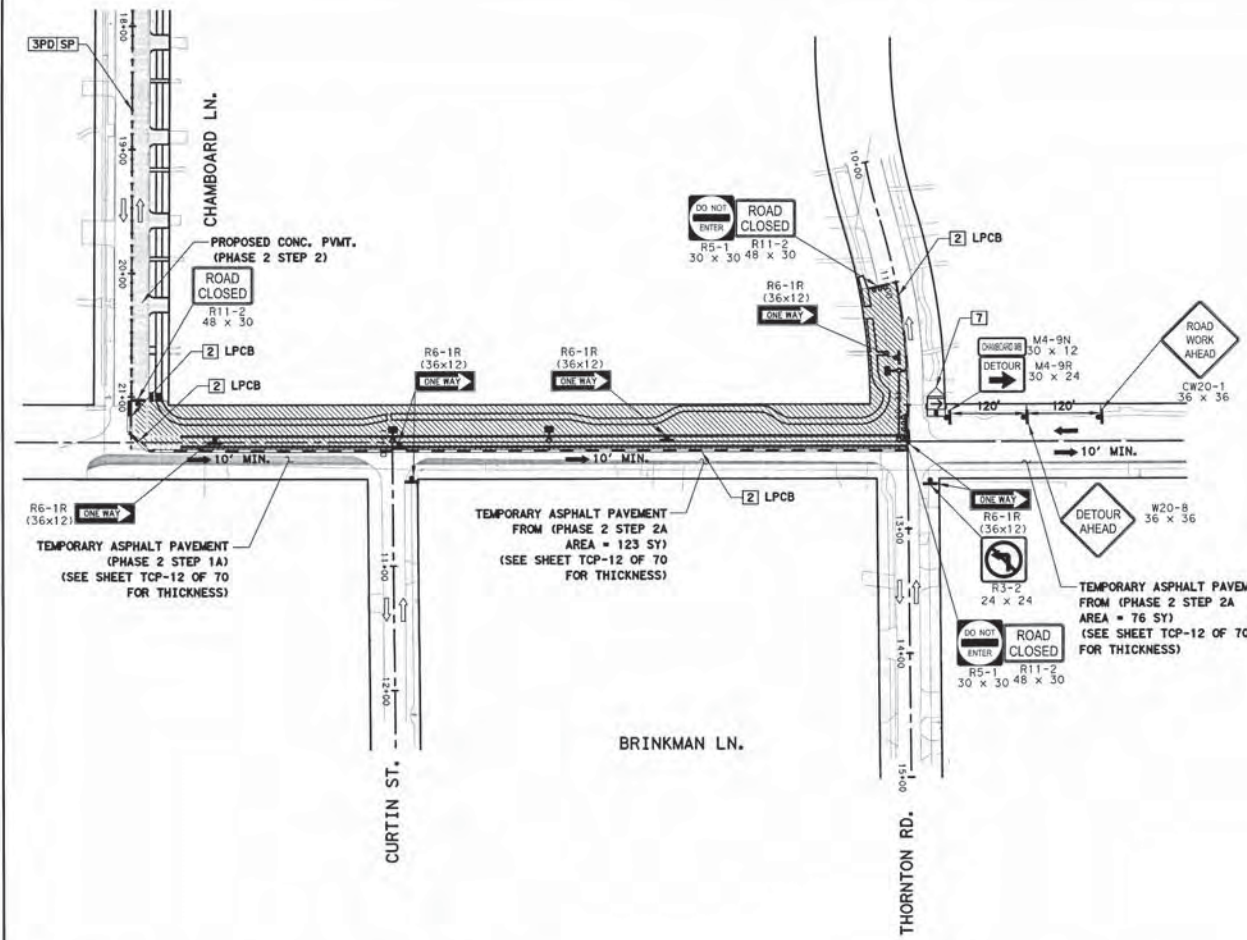 18+00
3PD SP
19+00
CHAMBOARD LN.
20+00
PROPOSED CONC. PVMT.
(PHASE 2 STEP 2)
ROAD
CLOSED
R11-2
48 x 30
2 LPCB
2 LPCB
21+00
R6-1R
(36x12)
ONE WAY
R6-1R
(36x12)
ONE WAY
10+00
DO NOT
ENTER
R5-1
30 x 30
ROAD
CLOSED
R11-2
48 x 30
2 LPCB
R6-1R
(36x12)
ONE WAY
7
CHAMBOARD WB
M4-9N
30 x 12
DETOUR
M4-9R
30 x 24
ROAD
WORK
AHEAD
CW20-1
36 x 36
120'
120'
10' MIN.
10' MIN.
10' MIN.
R6-1R
(36x12)
ONE WAY
TEMPORARY ASPHALT PAVEMENT
(PHASE 2 STEP 1A)
(SEE SHEET TCP-12 OF 70
FOR THICKNESS)
2 LPCB
TEMPORARY ASPHALT PAVEMENT
FROM (PHASE 2 STEP 2A
AREA = 123 SY)
(SEE SHEET TCP-12 OF 70
FOR THICKNESS)
ONE WAY
R6-1R
(36x12)
R3-2
24 x 24
DETOUR
AHEAD
W20-8
36 x 36
TEMPORARY ASPHALT PAVEM
FROM (PHASE 2 STEP 2A
AREA = 76 SY)
(SEE SHEET TCP-12 OF 70
FOR THICKNESS)
DO NOT
ENTER
R5-1
30 x 30
ROAD
CLOSED
R11-2
48 x 30
11+00
12+00
13+00
14+00
15+00
CURTIN ST.
BRINKMAN LN.
THORNTON RD.